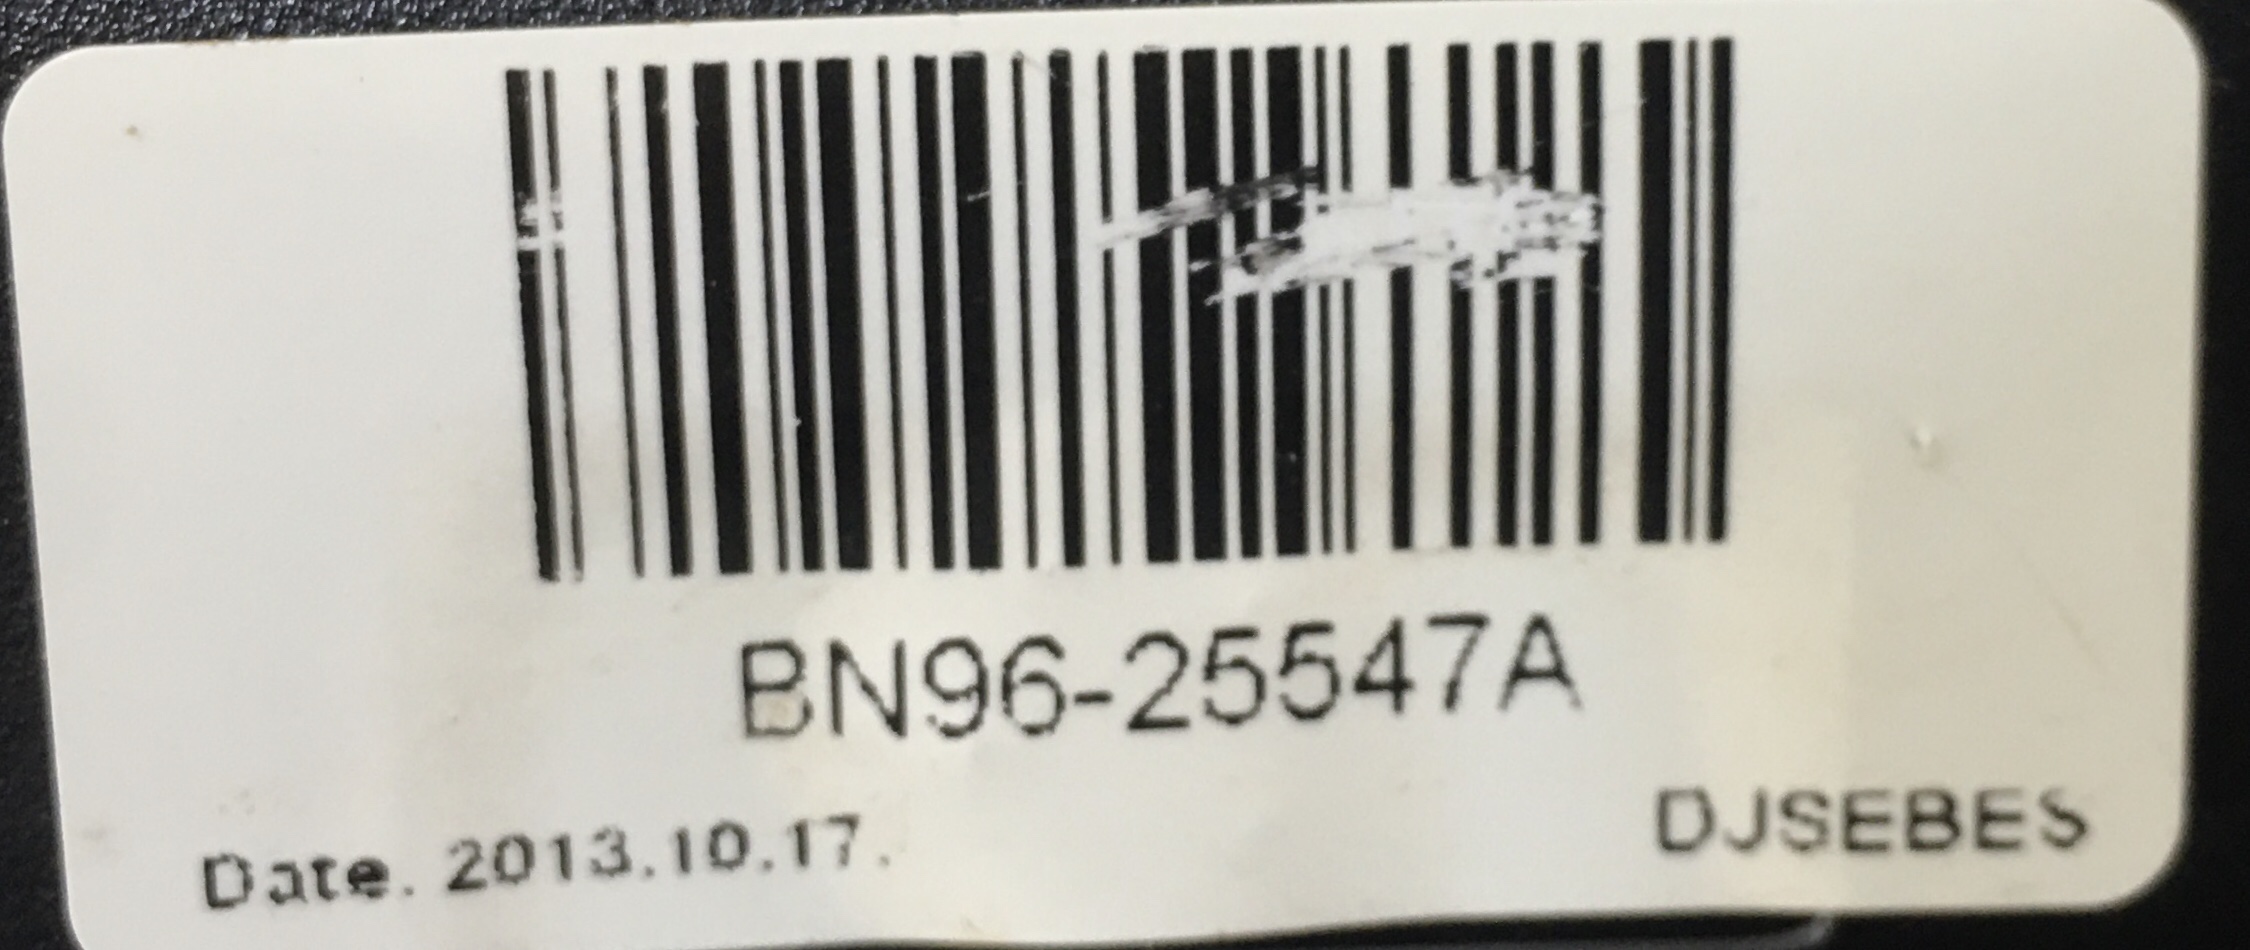 BN96-25547A
Date. 2013.10.17.
DJSEBES